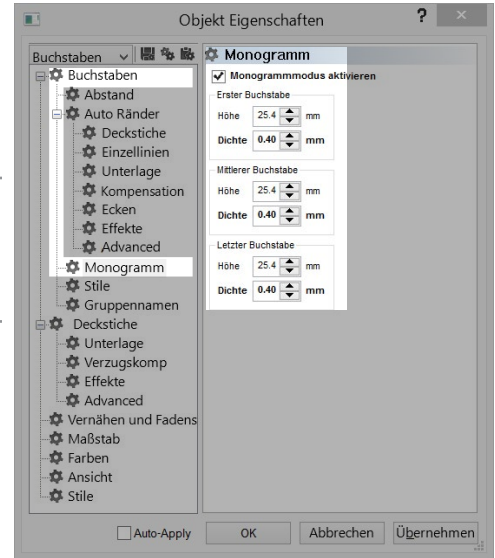 Objekt Eigenschaften
?
Buchstaben
Buchstaben
Abstand
Auto Ränder
Deckstiche
Einzellinien
Unterlage
Kompensation
Ecken
Effekte
Advanced
Monogramm
Stile
Gruppennamen
Deckstiche
Unterlage
Verzugskomp
Effekte
Advanced
Vernähen und Fadens
Maßstab
Farben
Ansicht
Stile
Monogramm
Monogrammmodus aktivieren
Erster Buchstabe
Höhe 25.4 mm
Dichte 0.40 mm
Mittlerer Buchstabe
Höhe 25.4 mm
Dichte 0.40 mm
Letzter Buchstabe
Höhe 25.4 mm
Dichte 0.40 mm
Auto-Apply OK Abbrechen Übernehmen